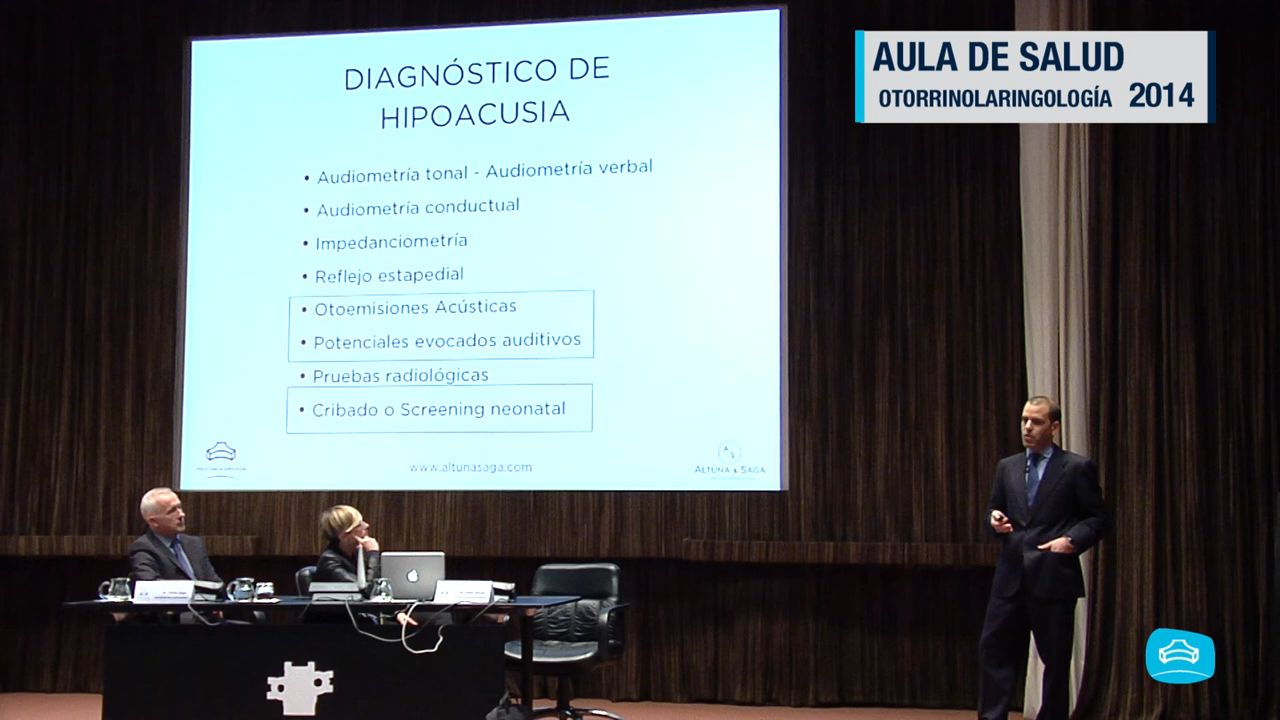 AULA DE SALUD
OTORRINOLARINGOLOGÍA 2014
DIAGNÓSTICO DE
HIPOACUSIA
• Audiometría tonal - Audiometría verbal
• Audiometría conductual
• Impedanciometría
• Reflejo estapedial
• Otoemisiones Acústicas
• Potenciales evocados auditivos
• Pruebas radiológicas
• Cribado o Screening neonatal
www.altunasaga.com
A S
ALTUNA & SAGA